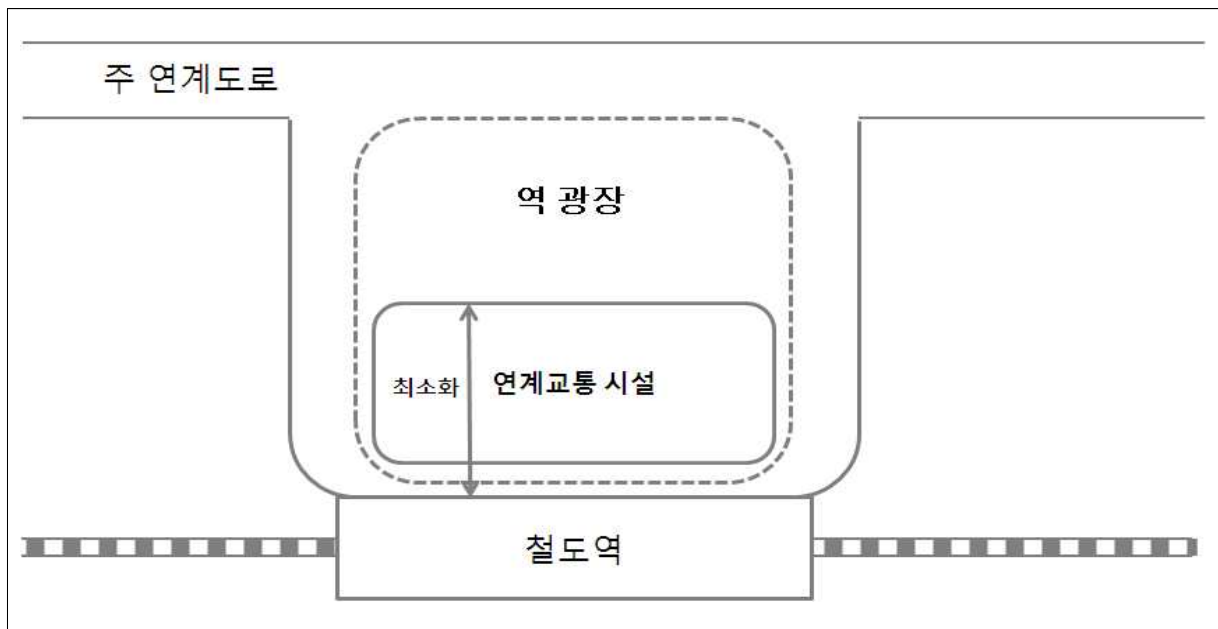 주 연계도로
역 광장
최소화
연계교통 시설
철도역